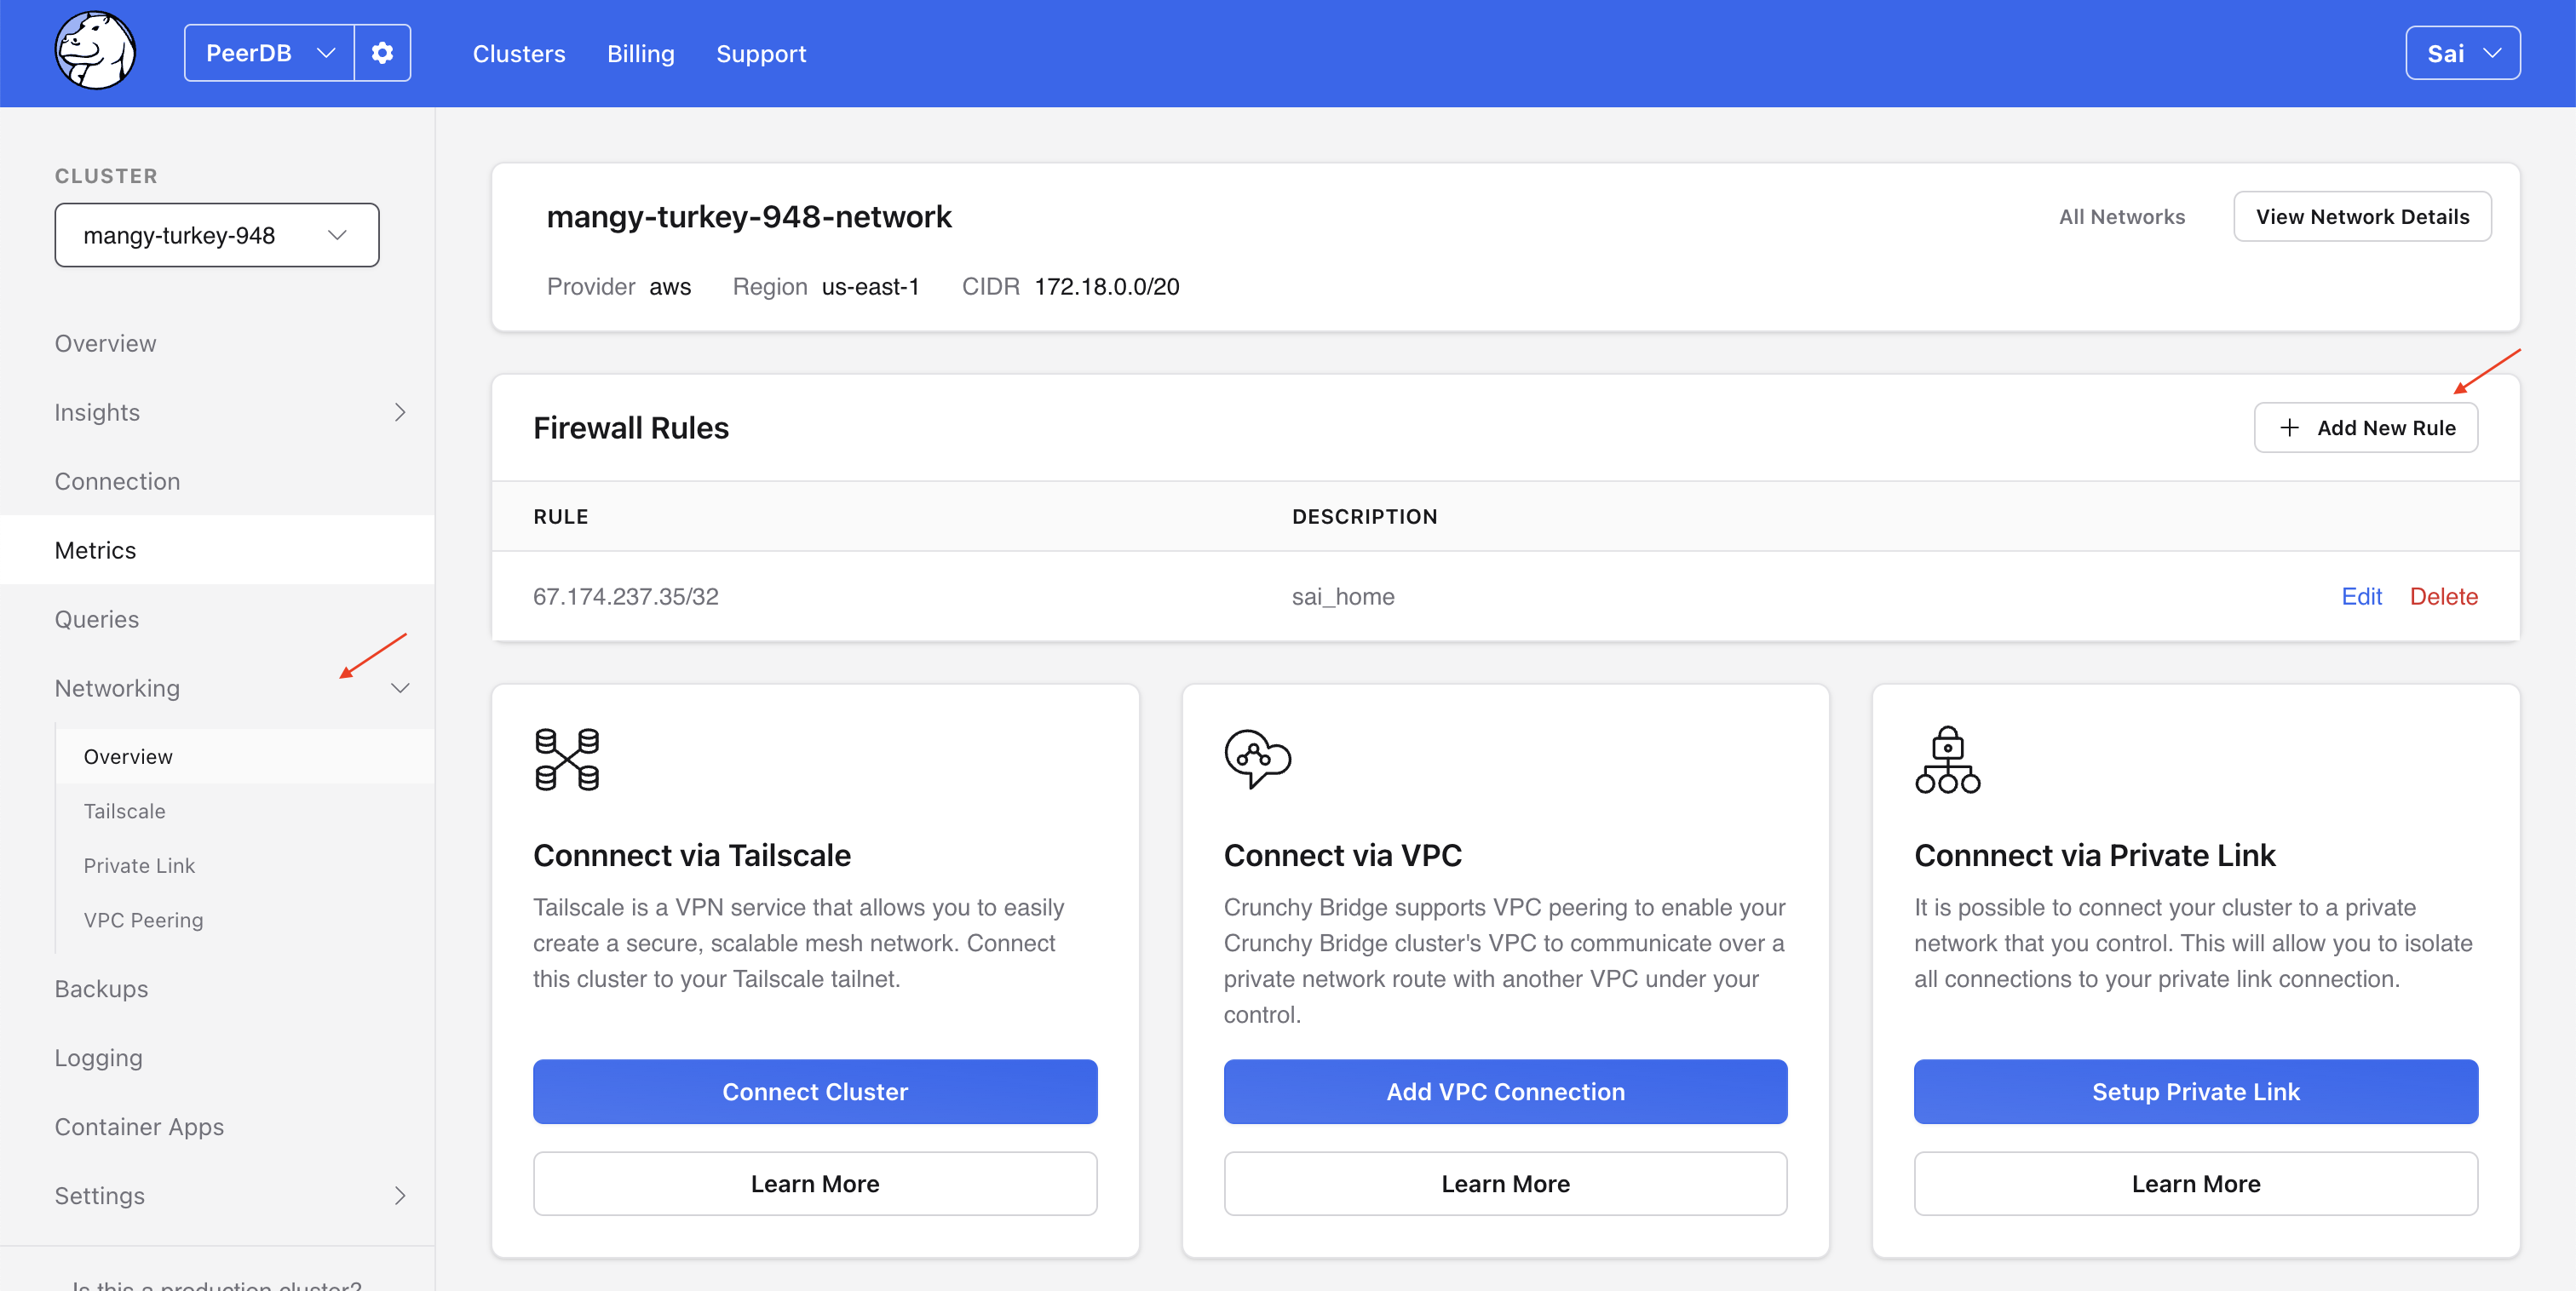 PeerDB
Clusters
Billing
Support
Sai
CLUSTER
mangy-turkey-948
Overview
Insights
Connection
Metrics
Queries
Networking
Overview
Tailscale
Private Link
VPC Peering
Backups
Logging
Container Apps
Settings
Is this a production cluster?
mangy-turkey-948-network
All Networks
View Network Details
Provider aws
Region us-east-1
CIDR 172.18.0.0/20
Firewall Rules
Add New Rule
RULE
DESCRIPTION
67.174.237.35/32
sai_home
Edit
Delete
Connnect via Tailscale
Tailscale is a VPN service that allows you to easily
create a secure, scalable mesh network. Connect
this cluster to your Tailscale tailnet.
Connect Cluster
Learn More
Connect via VPC
Crunchy Bridge supports VPC peering to enable your
Crunchy Bridge cluster's VPC to communicate over a
private network route with another VPC under your
control.
Add VPC Connection
Learn More
Connnect via Private Link
It is possible to connect your cluster to a private
network that you control. This will allow you to isolate
all connections to your private link connection.
Setup Private Link
Learn More